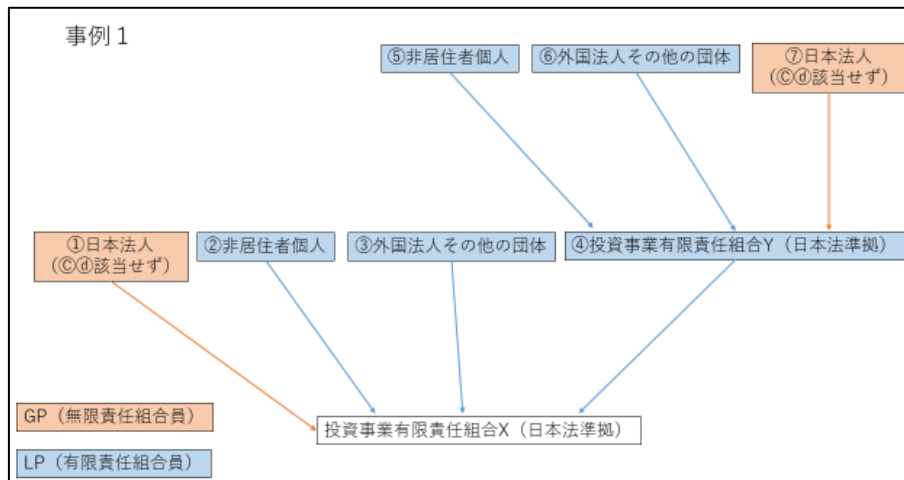 事例1
⑤非居住者個人
⑥外国法人その他の団体
⑦日本法人
(Ⓒⓓ該当せず)
①日本法人
(Ⓒⓓ該当せず)
②非居住者個人
③外国法人その他の団体
④投資事業有限責任組合Y(日本法準拠)
GP(無限責任組合員)
投資事業有限責任組合X(日本法準拠)
LP(有限責任組合員)